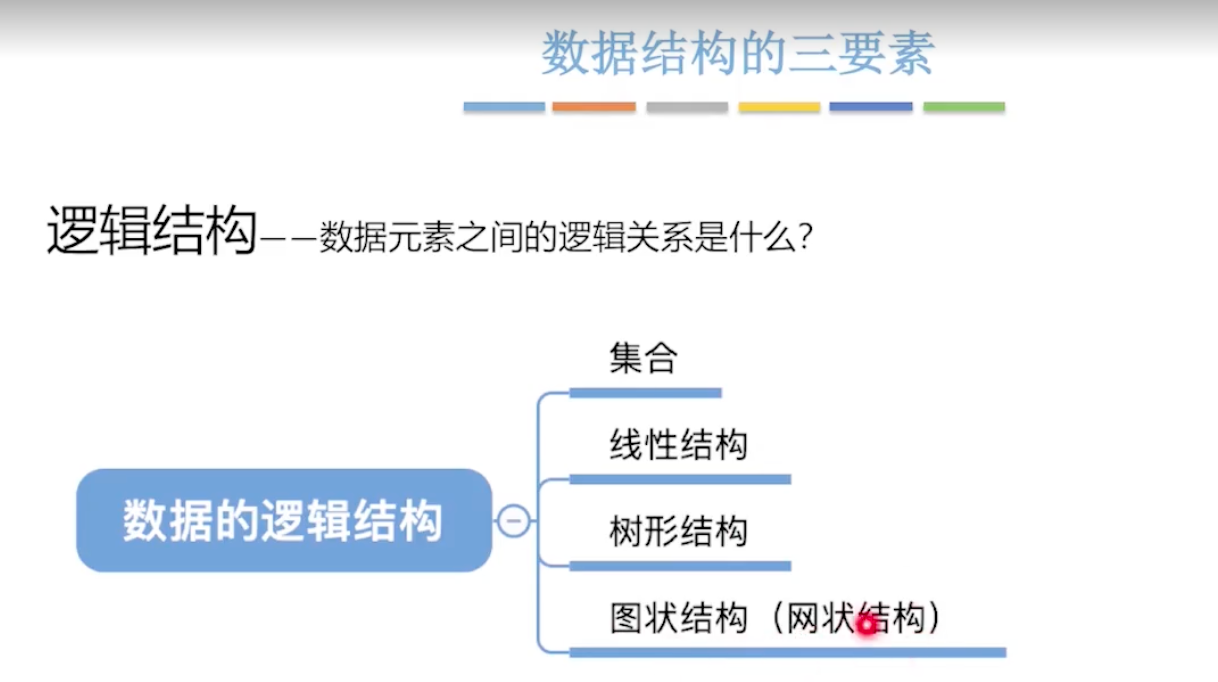 数据结构的三要素
逻辑结构——数据元素之间的逻辑关系是什么?
集合
线性结构
数据的逻辑结构
树形结构
图状结构（网状结构）